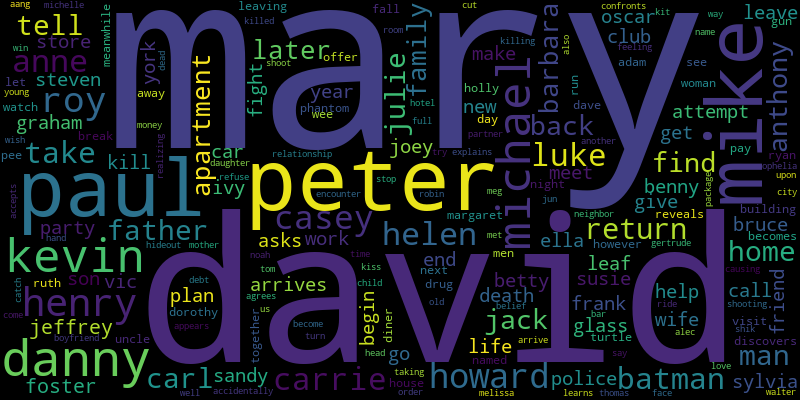 aang michelle leaving fall cut confronts kit way
tell meanwhile york mary killed room killing barbara oscar club also name leave gun
win store anne dead later offer make family feeling adam see mike anthony
let steven away fight year julie holly new run dave woman
young roy apartment phantom hotel full day back attempt
watch graham money wee joey try partner another get pay
wish break car relationship explains luke find ryan
pee take kill realizing daughter ivy refuse stop peter meg michael meet night benny package ophelia
accepts paul encounter robin jun give upon city
party father casey margaret neighbor reveals building
hand hideout mother asks work helen met ella return bruce becomes
kevin noah time end men however gertrude home
son vic tom kiss next drug betty leaf causing
catch ruth plan debt arrives child david old death susie ride help call friend
come henry dorothy agrees us begin diner become belief frank bar glass wife shooting visit
jeffrey appears together turn jack turtle alec shik discovers
danny boyfriend uncle head go life arrive say love man
foster carl sandy carrie taking house howard named police batman sylvia
well accidentally order melissa learns thomas face walter